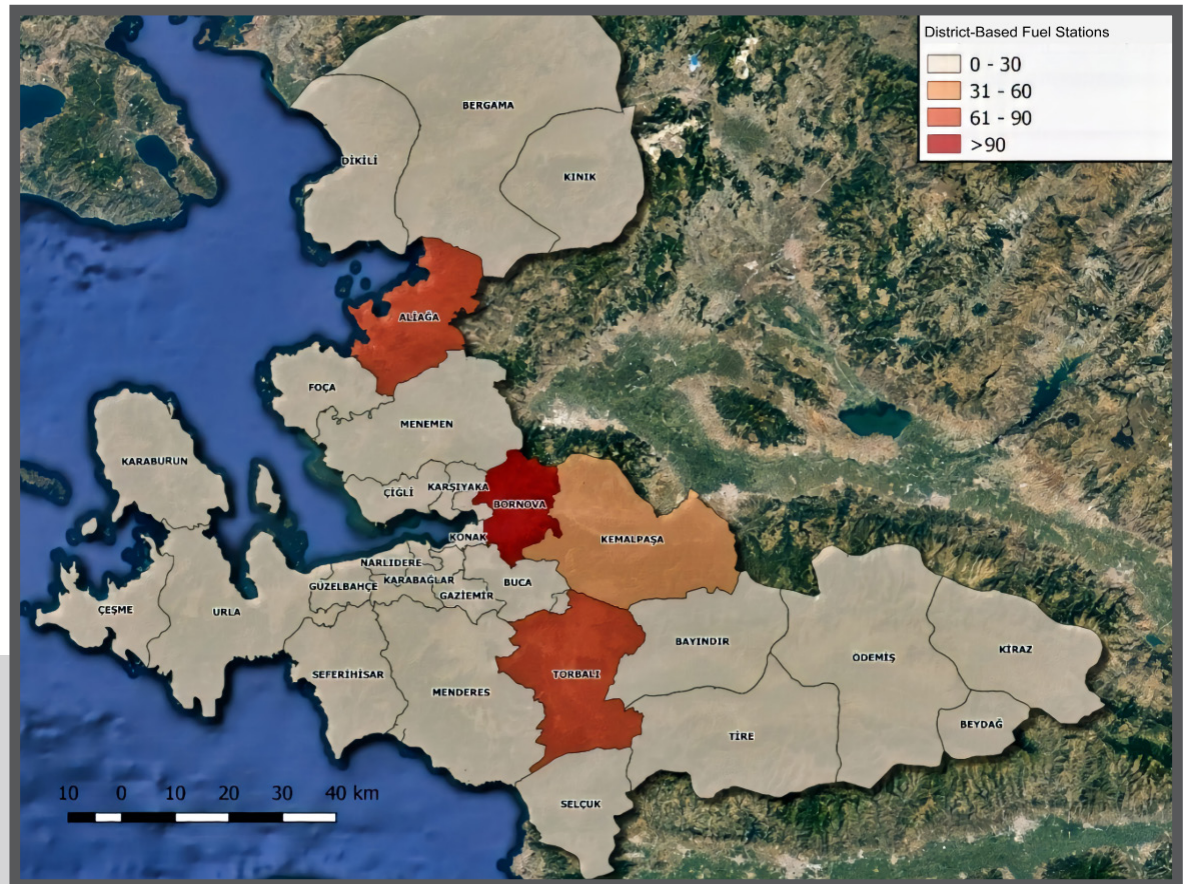 District-Based Fuel Stations
0 - 30
31 - 60
61 - 90
>90
BERGAMA
DİKİLİ
KINIK
ALİAĞA
FOÇA
MENEMEN
KARABURUN
ÇİĞLİ
KARŞIYAKA
BORNOVA
KONAK
KEMALPAŞA
NARLIDERE
GÜZELBAHÇE
KARABAĞLAR
BUCA
GAZİEMİR
ÇEŞME
URLA
BAYINDIR
ÖDEMİŞ
KİRAZ
SEFERİHİSAR
MENDERES
TORBALI
BEYDAĞ
TİRE
SELÇUK
10 0 10 20 30 40 km